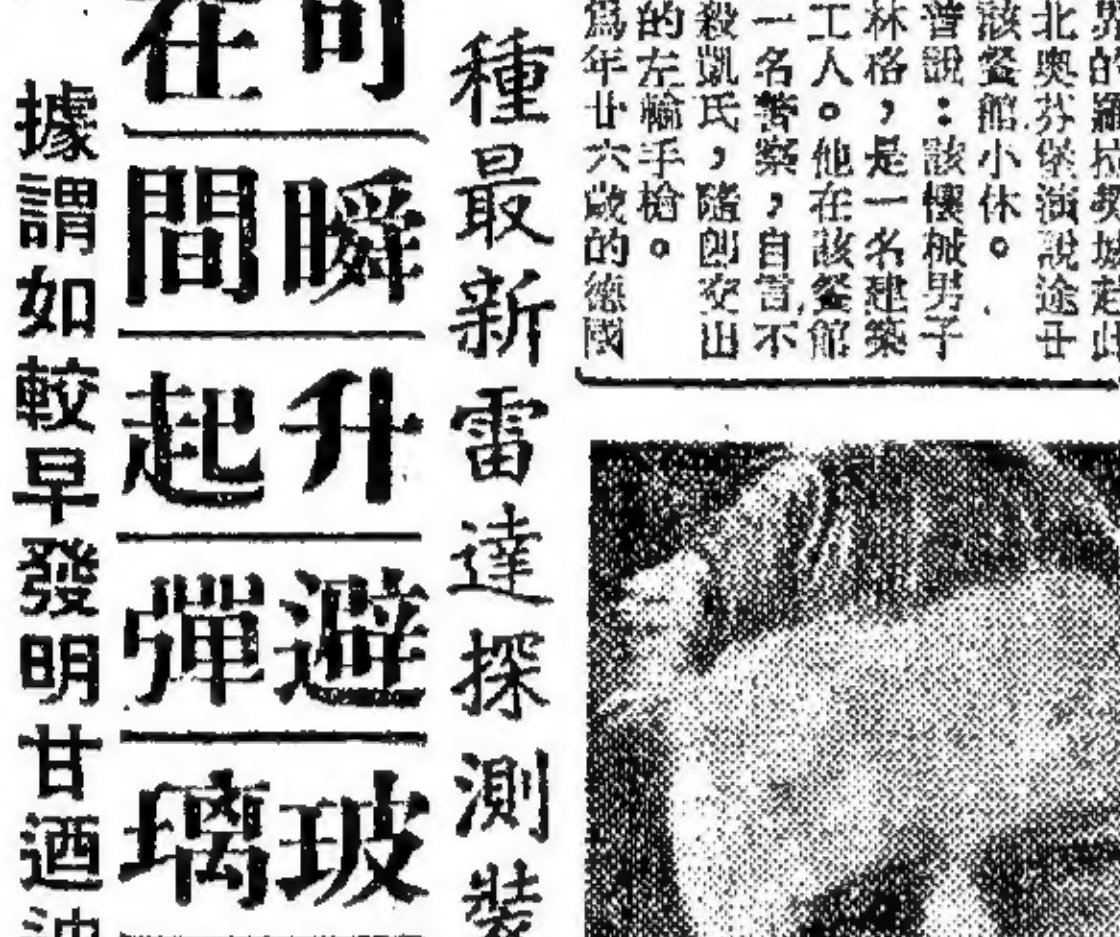 的羅
北奧芬堡演說途
該餐館小休。
曾說：該懷械男子
林格，是一名建築
工人。他在該餐館
一名警察，自言不
殺凱氏，隨即交出
的左輪手槍。
爲年廿六歲的德國
種最新雷達探測裝
可在
瞬間
升起
避彈
玻璃
據謂如較早發明甘迺